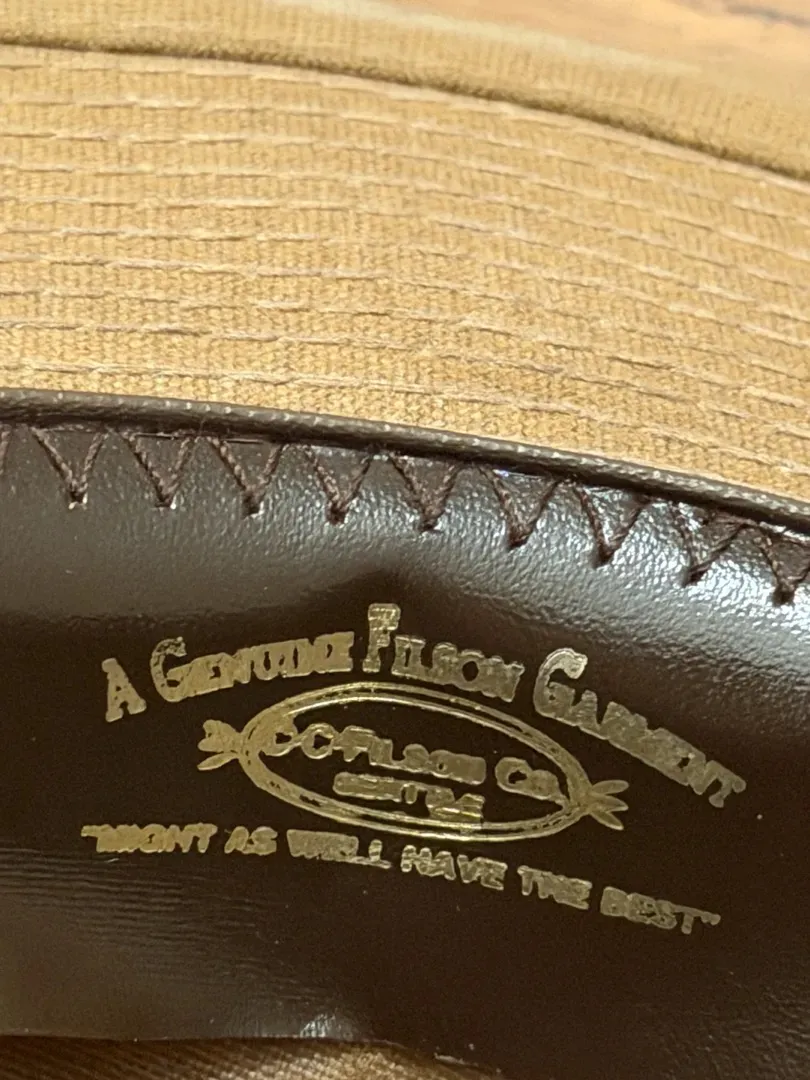 A GENUINE FILSON GARMENT
C·C·FILSON CO.
SEATTLE
"MIGHT AS WELL HAVE THE BEST"